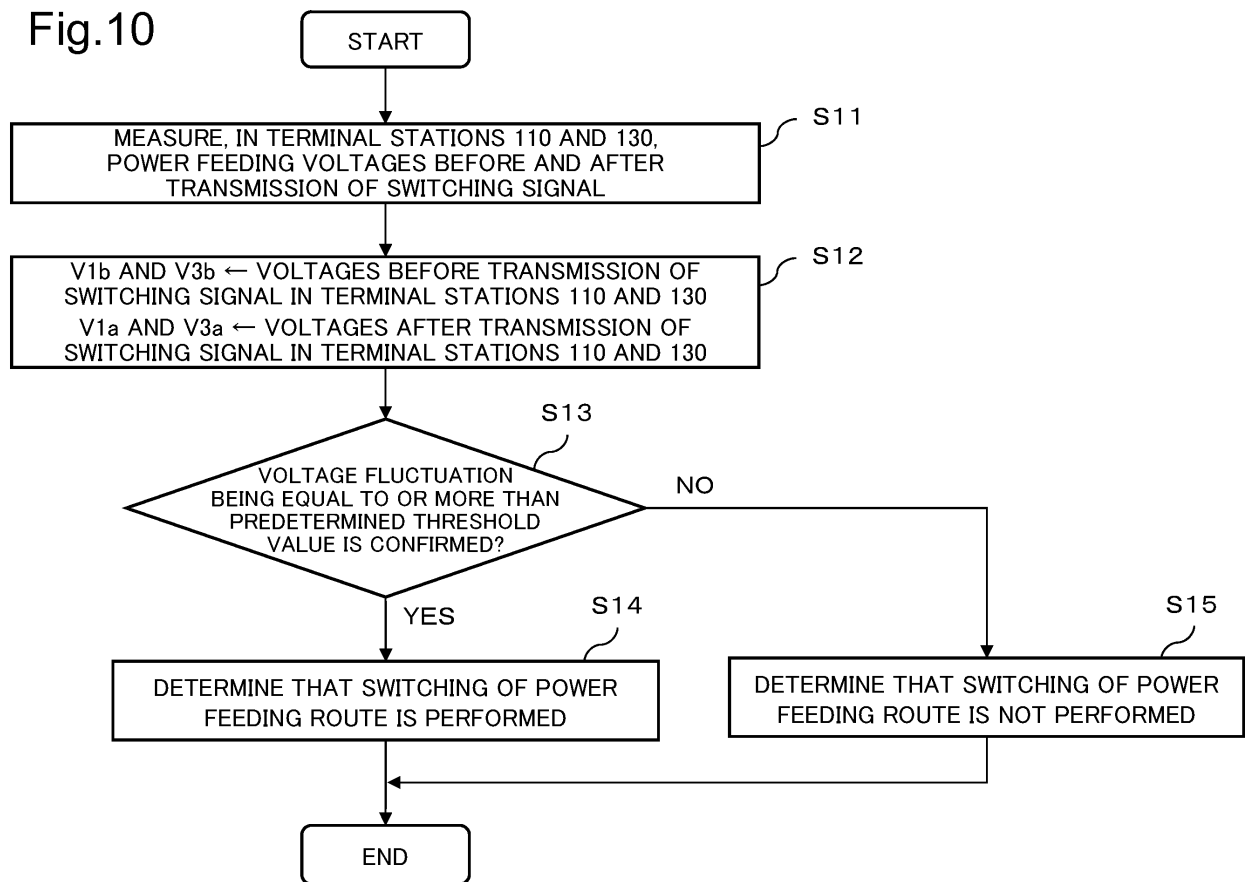 Fig.10
START
S11
MEASURE, IN TERMINAL STATIONS 110 AND 130,
POWER FEEDING VOLTAGES BEFORE AND AFTER
TRANSMISSION OF SWITCHING SIGNAL
S12
V1b AND V3b ← VOLTAGES BEFORE TRANSMISSION OF
SWITCHING SIGNAL IN TERMINAL STATIONS 110 AND 130
V1a AND V3a ← VOLTAGES AFTER TRANSMISSION OF
SWITCHING SIGNAL IN TERMINAL STATIONS 110 AND 130
S13
VOLTAGE FLUCTUATION
BEING EQUAL TO OR MORE THAN
PREDETERMINED THRESHOLD
VALUE IS CONFIRMED?
NO
YES
S14
DETERMINE THAT SWITCHING OF POWER
FEEDING ROUTE IS PERFORMED
S15
DETERMINE THAT SWITCHING OF POWER
FEEDING ROUTE IS NOT PERFORMED
END